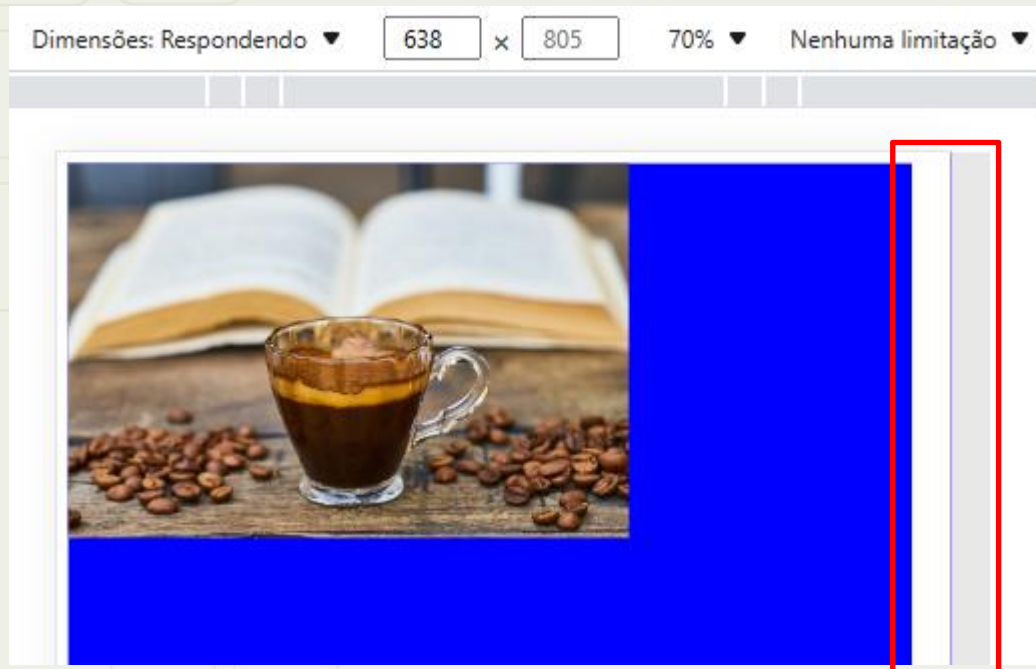 Dimensões: Respondendo ▼ 638 × 805 70% ▼ Nenhuma limitação ▼